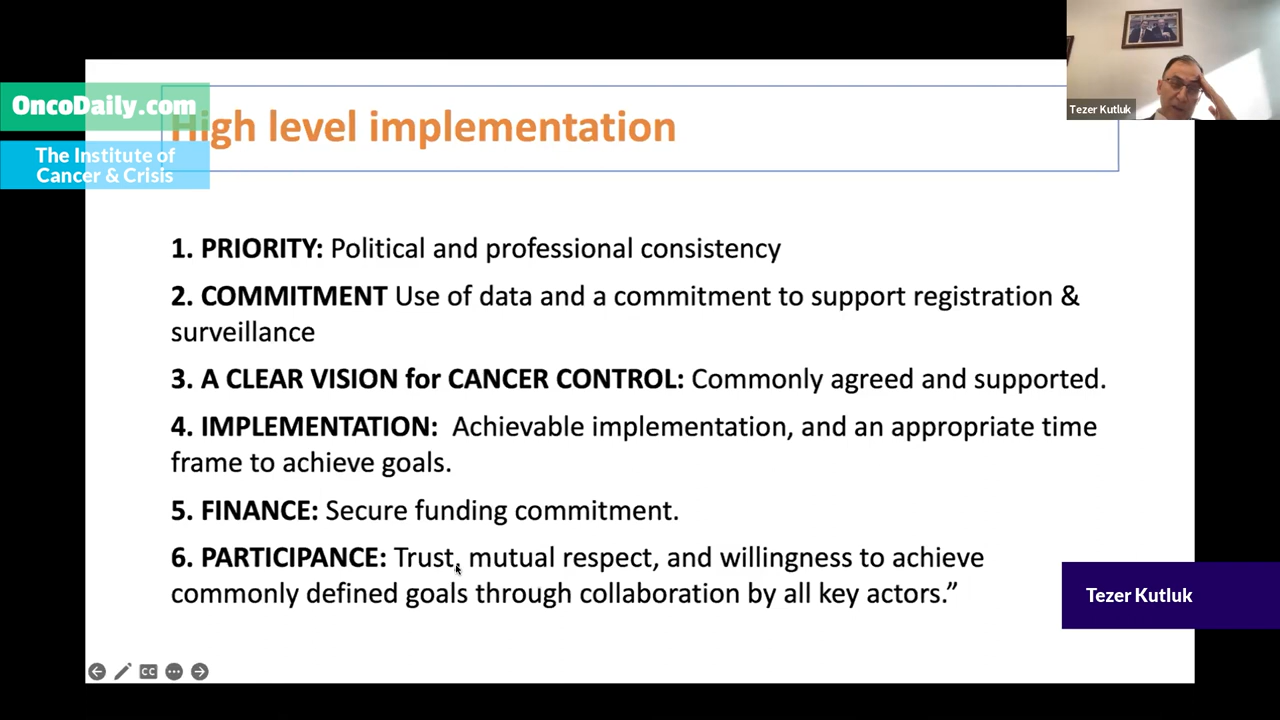 OncoDaily.com
The Institute of
Cancer & Crisis
High level implementation
Tezer Kutluk
1. PRIORITY: Political and professional consistency
2. COMMITMENT Use of data and a commitment to support registration &
surveillance
3. A CLEAR VISION for CANCER CONTROL: Commonly agreed and supported.
4. IMPLEMENTATION:  Achievable implementation, and an appropriate time
frame to achieve goals.
5. FINANCE: Secure funding commitment.
6. PARTICIPANCE: Trust, mutual respect, and willingness to achieve
commonly defined goals through collaboration by all key actors.”
Tezer Kutluk
CC